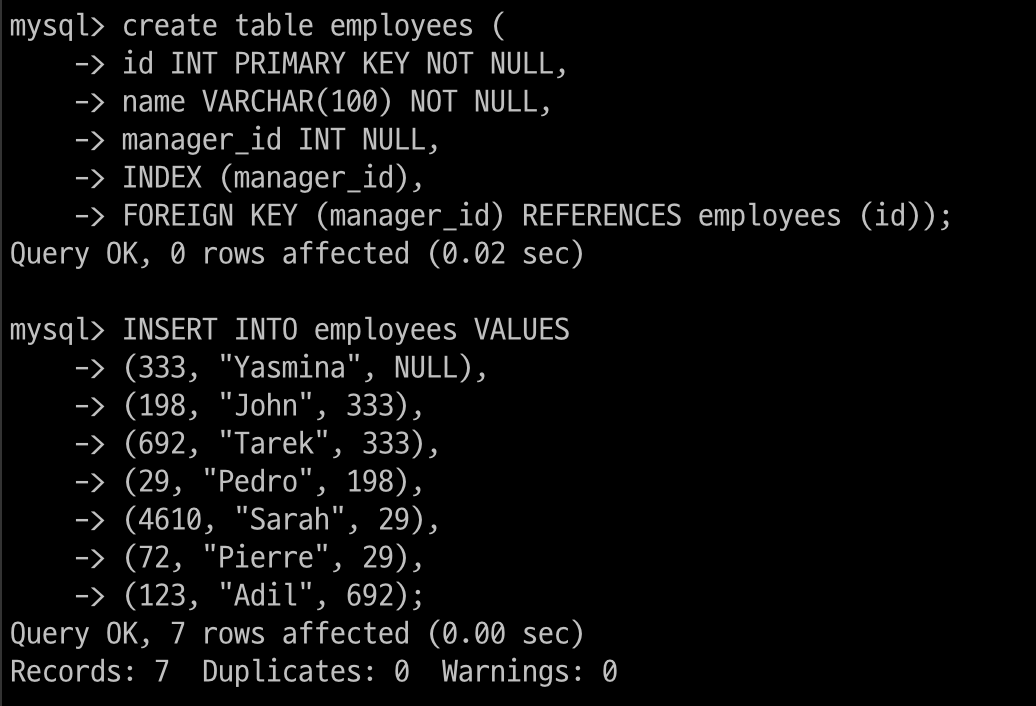 mysql> create table employees (
    -> id INT PRIMARY KEY NOT NULL,
    -> name VARCHAR(100) NOT NULL,
    -> manager_id INT NULL,
    -> INDEX (manager_id),
    -> FOREIGN KEY (manager_id) REFERENCES employees (id));
Query OK, 0 rows affected (0.02 sec)

mysql> INSERT INTO employees VALUES
    -> (333, "Yasmina", NULL),
    -> (198, "John", 333),
    -> (692, "Tarek", 333),
    -> (29, "Pedro", 198),
    -> (4610, "Sarah", 29),
    -> (72, "Pierre", 29),
    -> (123, "Adil", 692);
Query OK, 7 rows affected (0.00 sec)
Records: 7  Duplicates: 0  Warnings: 0